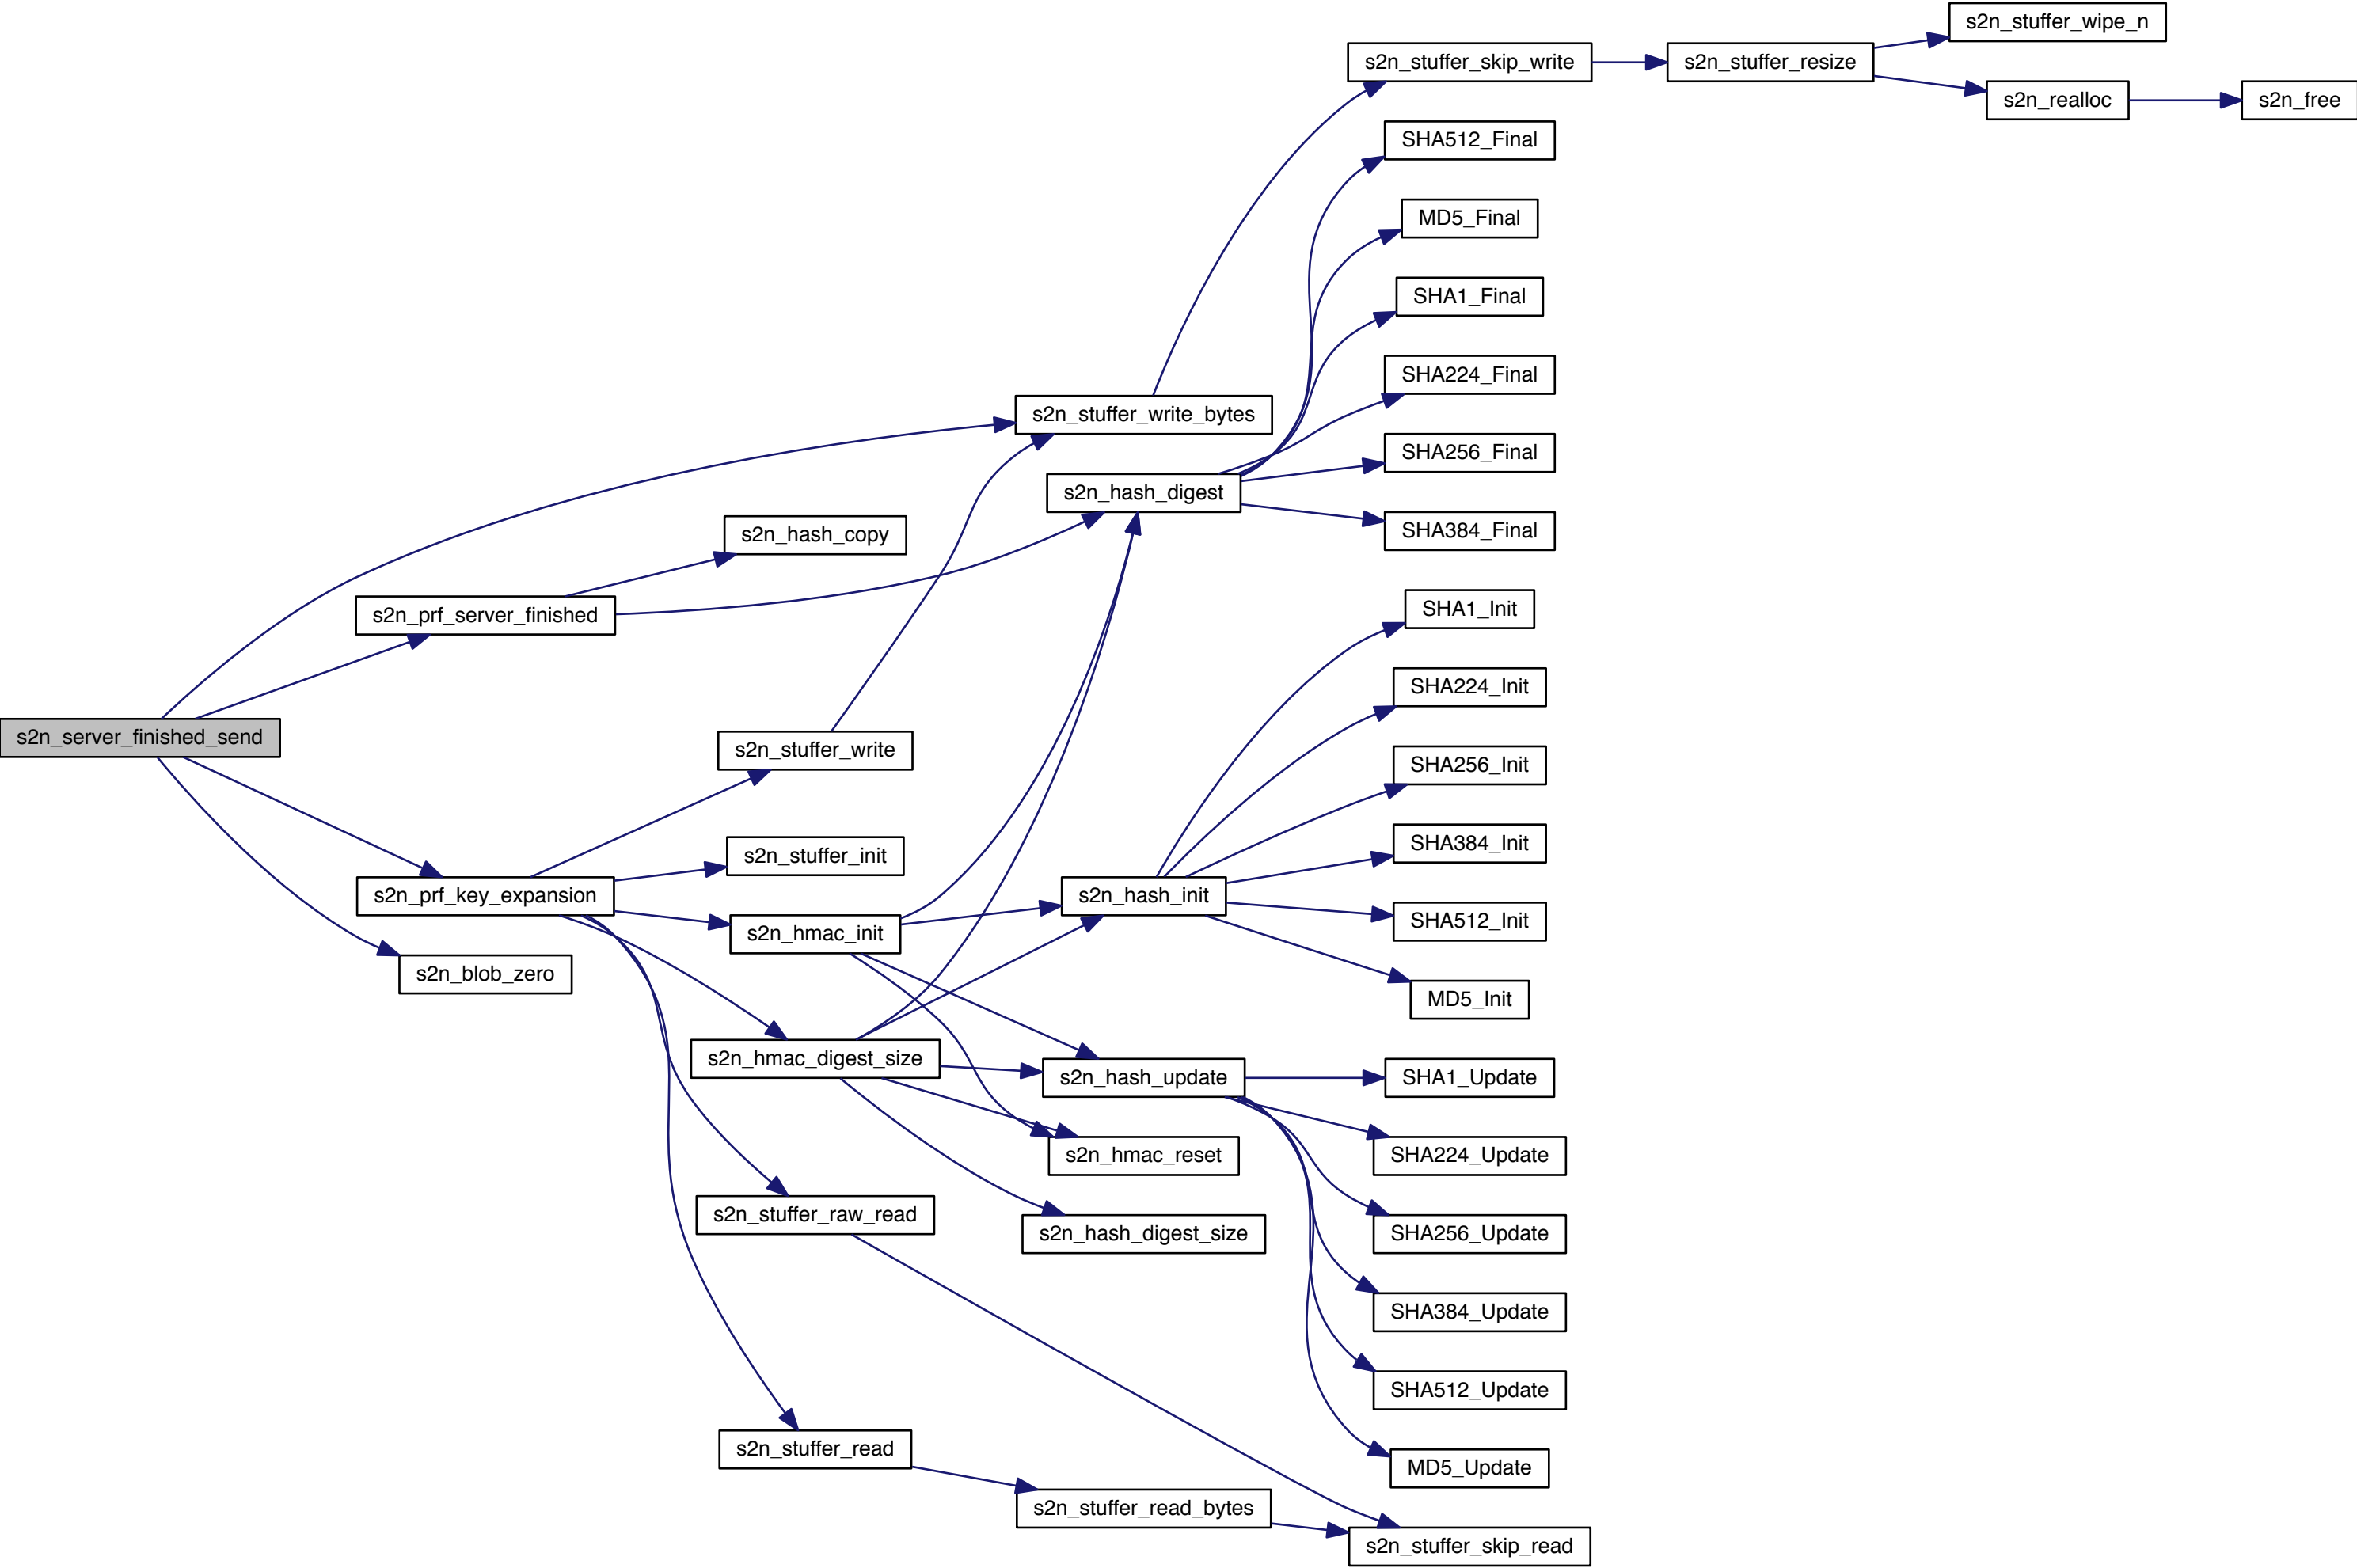 s2n_stuffer_wipe_n
s2n_stuffer_skip_write
s2n_stuffer_resize
s2n_realloc
s2n_free
SHA512_Final
MD5_Final
SHA1_Final
SHA224_Final
s2n_stuffer_write_bytes
SHA256_Final
s2n_hash_digest
SHA384_Final
s2n_hash_copy
SHA1_Init
s2n_prf_server_finished
SHA224_Init
s2n_server_finished_send
s2n_stuffer_write
SHA256_Init
SHA384_Init
s2n_stuffer_init
s2n_prf_key_expansion
s2n_hash_init
SHA512_Init
s2n_hmac_init
s2n_blob_zero
MD5_Init
s2n_hmac_digest_size
s2n_hash_update
SHA1_Update
s2n_hmac_reset
SHA224_Update
s2n_stuffer_raw_read
s2n_hash_digest_size
SHA256_Update
SHA384_Update
SHA512_Update
s2n_stuffer_read
MD5_Update
s2n_stuffer_read_bytes
s2n_stuffer_skip_read